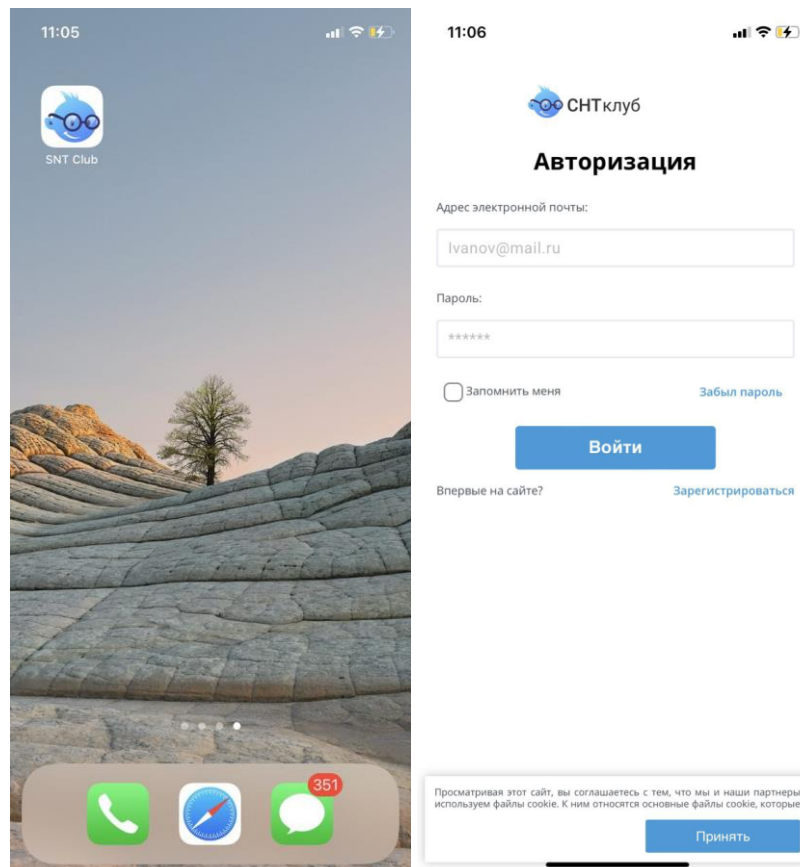 11:05
SNT Club
351
11:06
СНТклуб
Авторизация
Адрес электронной почты:
Ivanov@mail.ru
Пароль:
******
Запомнить меня
Забыл пароль
Войти
Впервые на сайте?
Зарегистрироваться
Просматривая этот сайт, вы соглашаетесь с тем, что мы и наши партнеры
используем файлы cookie. К ним относятся основные файлы cookie, которые
Принять